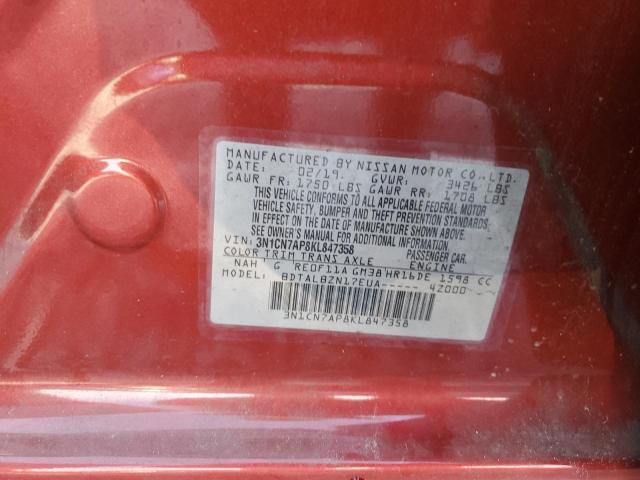 MANUFACTURED BY NISSAN MOTOR CO., LTD.
DATE: 02/19. GVWR 3426 LBS
GAWR FR: 1750 LBS GAWR RR: 1708 LBS
THIS VEHICLE CONFORMS TO ALL APPLICABLE FEDERAL MOTOR
VEHICLE SAFETY, BUMPER AND THEFT PREVENTION STANDARDS IN
EFFECT ON THE DATE OF MANUFACTURE SHOWN ABOVE.
SEE OWNER'S MANUAL FOR ADDITIONAL INFORMATION
VIN: 3N1CN7AP8KL847358 PASSENGER CAR
COLOR TRIM TRANS AXLE ENGINE
NAH G RE0F11A GM38 HR16DE 1598 CC
MODEL: BDTALBZN17EUA----- 4Z000
3N1CN7AP8KL847358